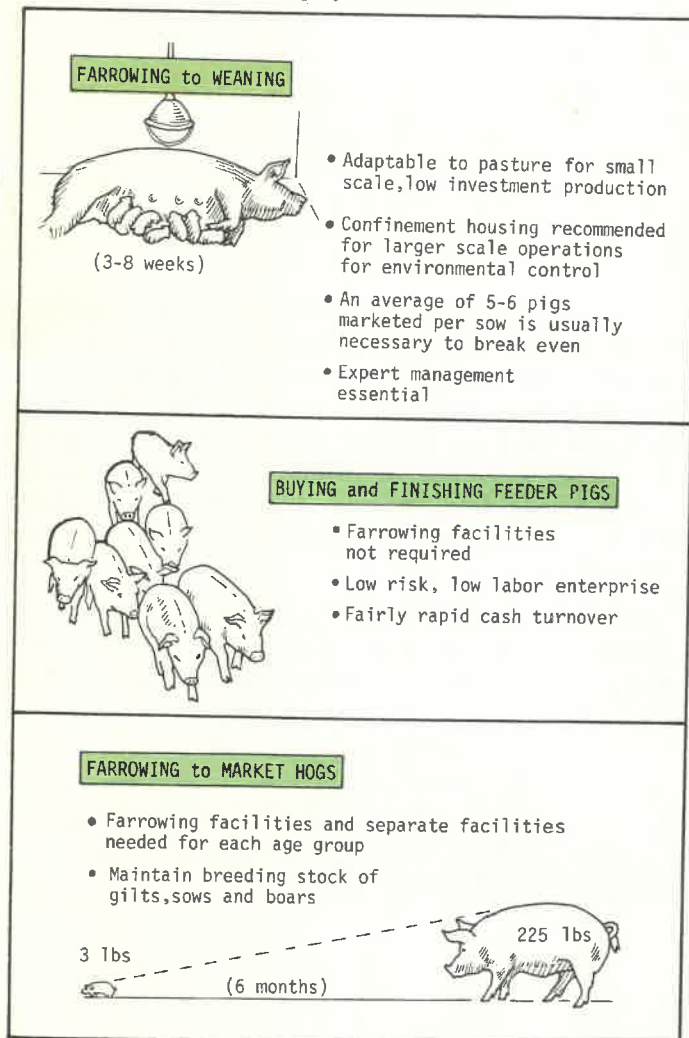 FARROWING to WEANING
(3-8 weeks)
• Adaptable to pasture for small
scale,low investment production
• Confinement housing recommended
for larger scale operations
for environmental control
• An average of 5-6 pigs
marketed per sow is usually
necessary to break even
• Expert management
essential
BUYING and FINISHING FEEDER PIGS
• Farrowing facilities
not required
• Low risk, low labor enterprise
• Fairly rapid cash turnover
FARROWING to MARKET HOGS
• Farrowing facilities and separate facilities
needed for each age group
• Maintain breeding stock of
gilts,sows and boars
3 lbs
(6 months)
225 lbs